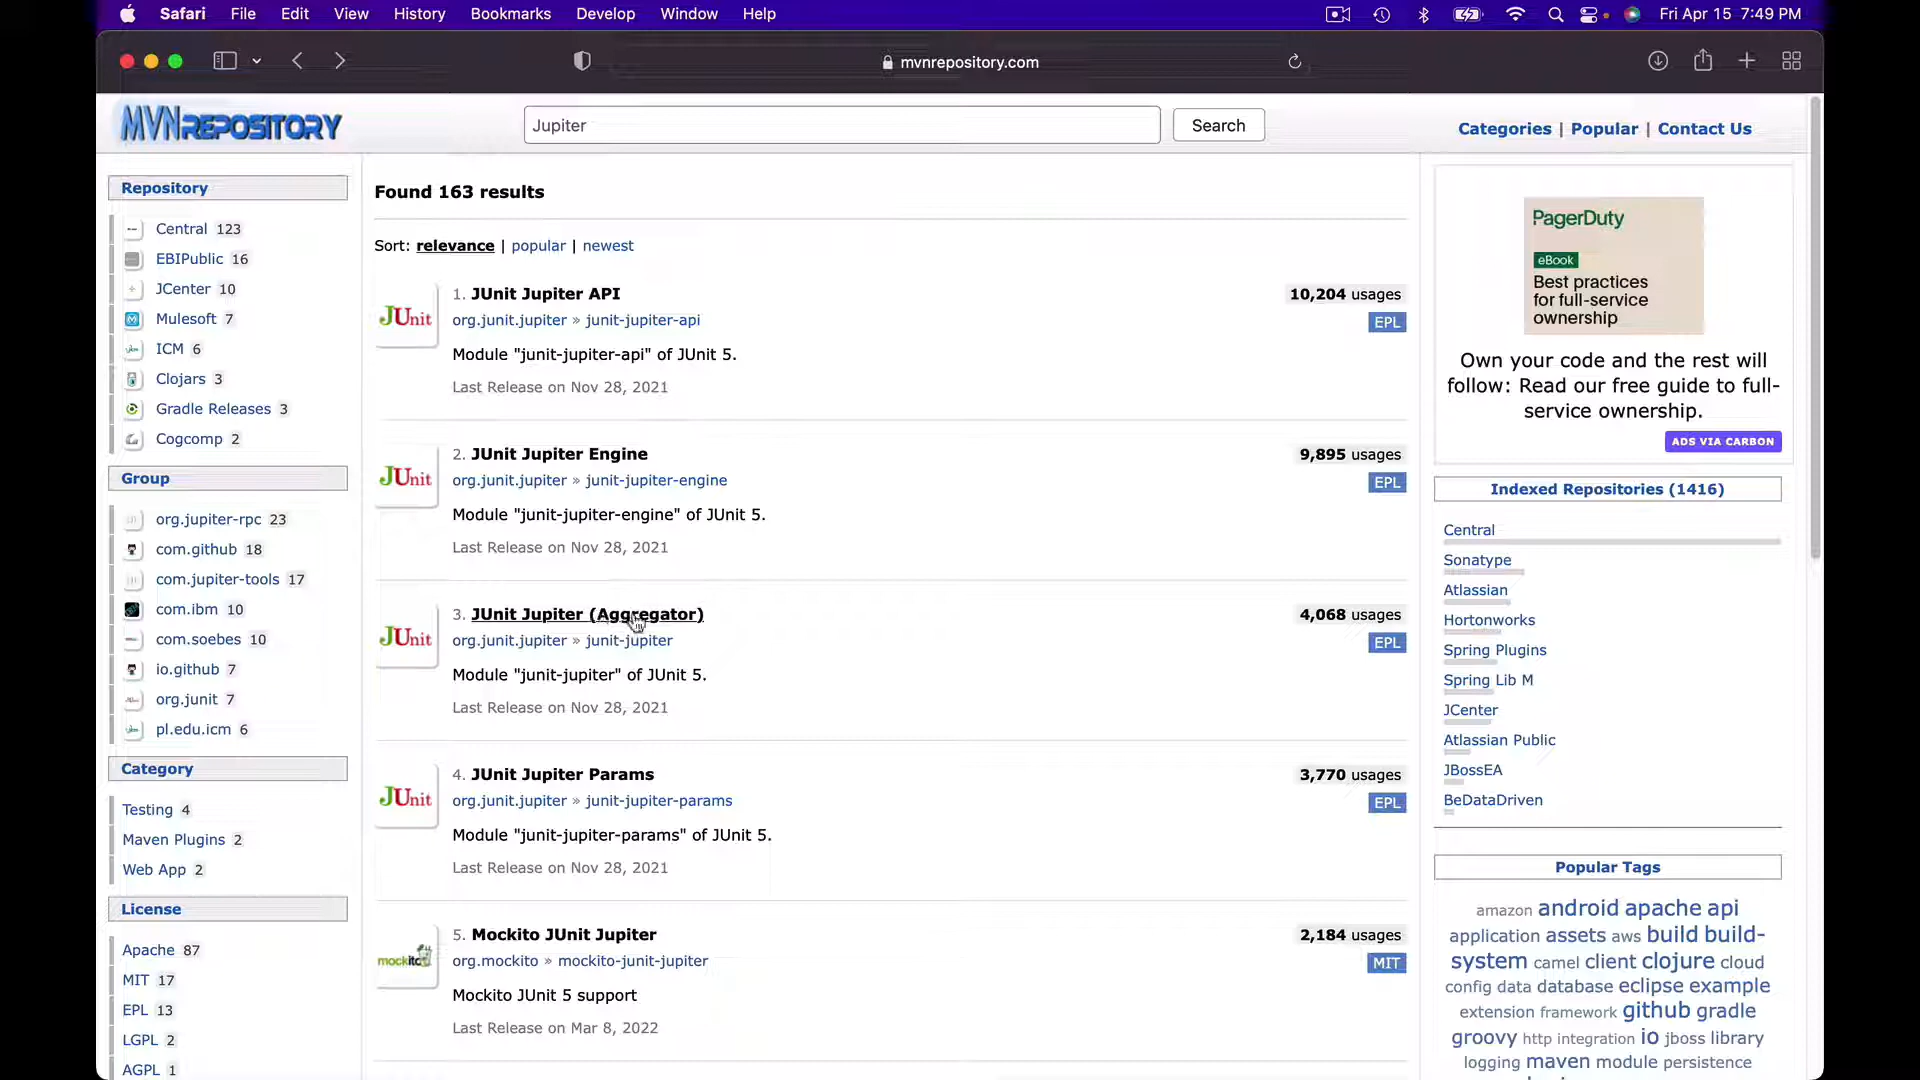 Safari File Edit View History Bookmarks Develop Window Help Fri Apr 15 7:49 PM
mvnrepository.com
MVNREPOSITORY
Jupiter
Search
Categories | Popular | Contact Us
Repository
Central 123
EBIPublic 16
JCenter 10
Mulesoft 7
ICM 6
Clojars 3
Gradle Releases 3
Cogcomp 2
Group
org.jupiter-rpc 23
com.github 18
com.jupiter-tools 17
com.ibm 10
com.soebes 10
io.github 7
org.junit 7
pl.edu.icm 6
Category
Testing 4
Maven Plugins 2
Web App 2
License
Apache 87
MIT 17
EPL 13
LGPL 2
AGPL 1
Found 163 results
Sort: relevance | popular | newest
JUnit
1. JUnit Jupiter API
10,204 usages
org.junit.jupiter » junit-jupiter-api
EPL
Module "junit-jupiter-api" of JUnit 5.
Last Release on Nov 28, 2021
JUnit
2. JUnit Jupiter Engine
9,895 usages
org.junit.jupiter » junit-jupiter-engine
EPL
Module "junit-jupiter-engine" of JUnit 5.
Last Release on Nov 28, 2021
JUnit
3. JUnit Jupiter (Aggregator)
4,068 usages
org.junit.jupiter » junit-jupiter
EPL
Module "junit-jupiter" of JUnit 5.
Last Release on Nov 28, 2021
JUnit
4. JUnit Jupiter Params
3,770 usages
org.junit.jupiter » junit-jupiter-params
EPL
Module "junit-jupiter-params" of JUnit 5.
Last Release on Nov 28, 2021
mockito
5. Mockito JUnit Jupiter
2,184 usages
org.mockito » mockito-junit-jupiter
MIT
Mockito JUnit 5 support
Last Release on Mar 8, 2022
PagerDuty
eBook
Best practices
for full-service
ownership
Own your code and the rest will
follow: Read our free guide to full-
service ownership.
ADS VIA CARBON
Indexed Repositories (1416)
Central
Sonatype
Atlassian
Hortonworks
Spring Plugins
Spring Lib M
JCenter
Atlassian Public
JBossEA
BeDataDriven
Popular Tags
amazon android apache api
application assets aws build build-
system camel client clojure cloud
config data database eclipse example
extension framework github gradle
groovy http integration io jboss library
logging maven module persistence